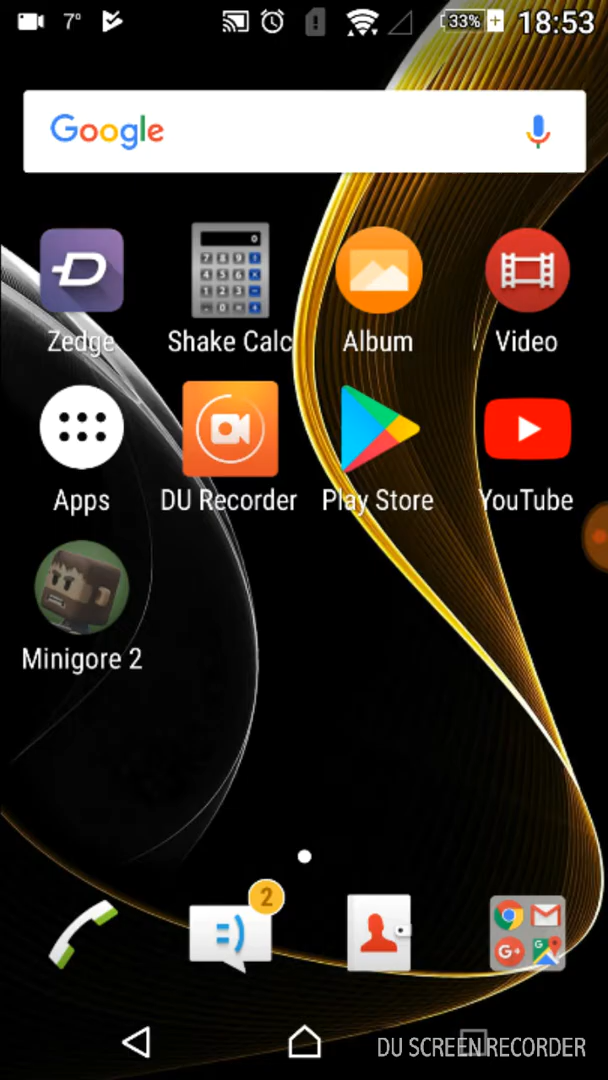 7° 33% 18:53
Google
Zedge Shake Calc Album Video
Apps DU Recorder Play Store YouTube
Minigore 2
2
DU SCREEN RECORDER